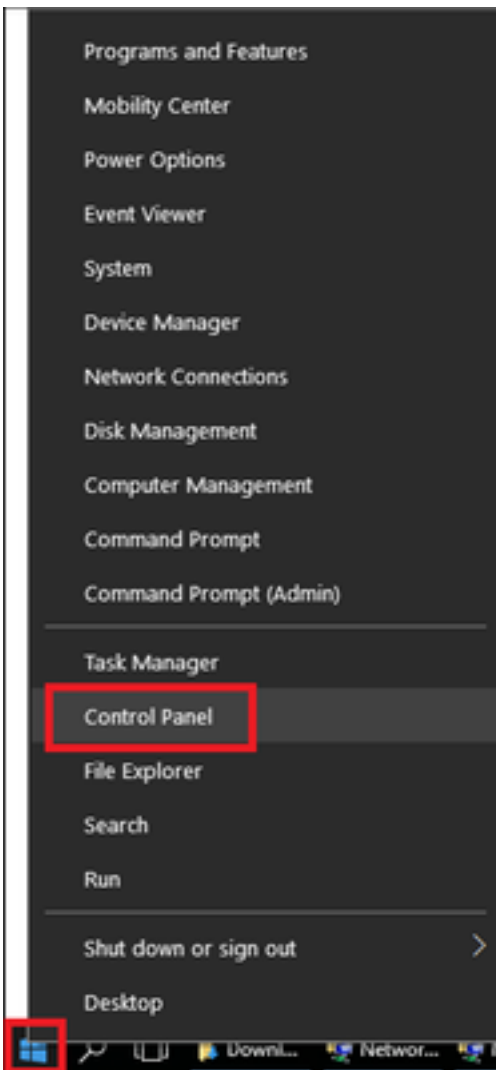 Programs and Features
Mobility Center
Power Options
Event Viewer
System
Device Manager
Network Connections
Disk Management
Computer Management
Command Prompt
Command Prompt (Admin)
Task Manager
Control Panel
File Explorer
Search
Run
Shut down or sign out
Desktop
Downl... Networ...